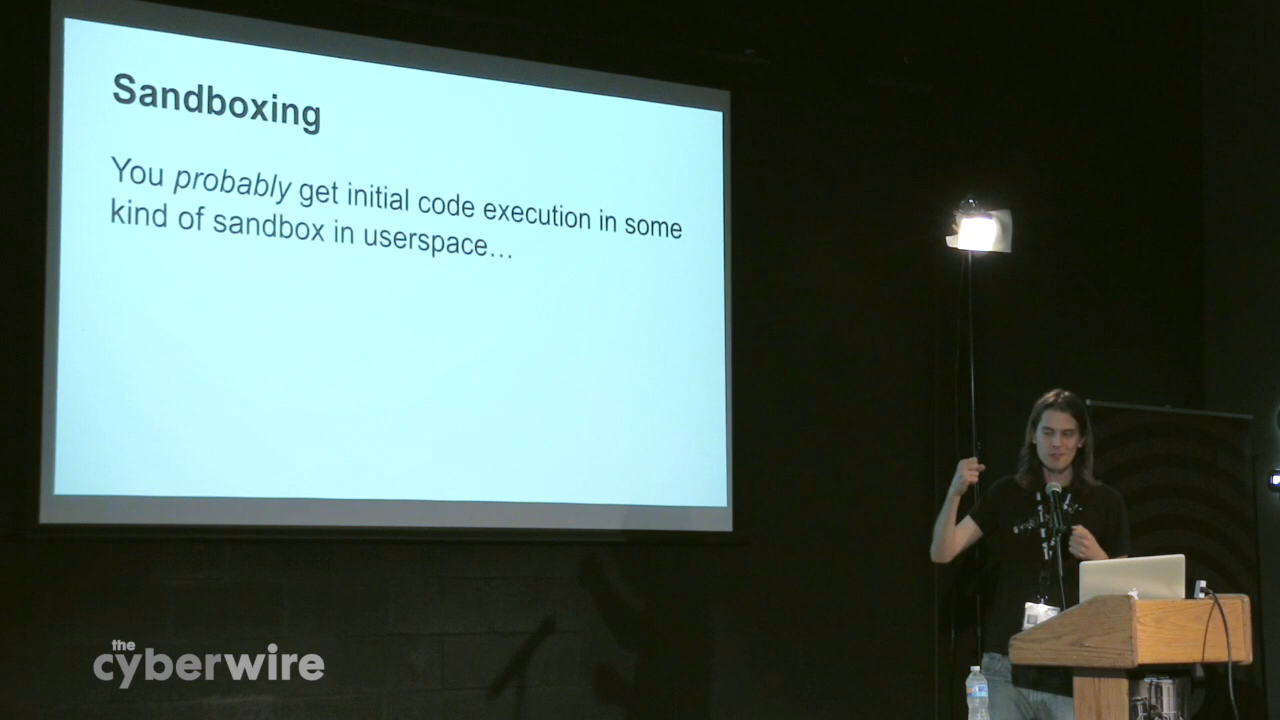 Sandboxing
You probably get initial code execution in some
kind of sandbox in userspace…
the
cyberwire